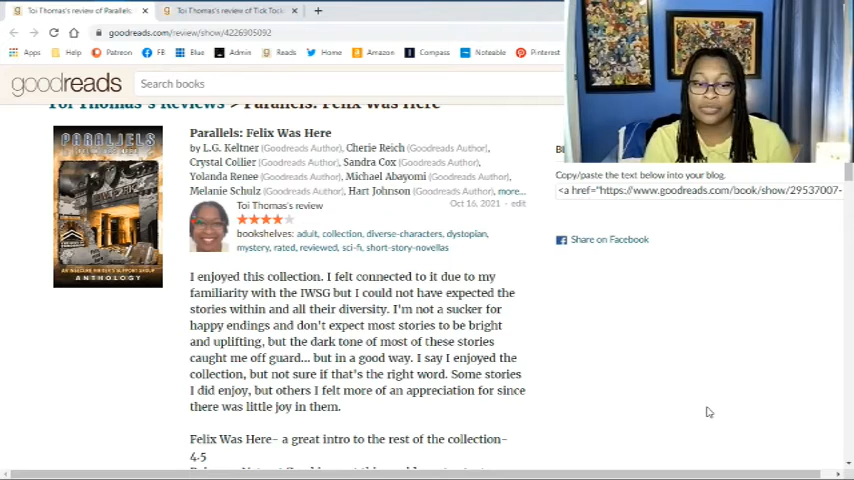 Toi Thomas's review of Parallels:
Toi Thomas's review of Tick Tock
goodreads.com/review/show/4226905092
Apps
Help
Patreon
FB
Blue
Admin
Reads
Twitter
Home
Amazon
Compass
Noteable
Pinterest
goodreads
Search books
Toi Thomas's Reviews > Parallels: Felix Was Here
PARALLELS
AN INSECURE WRITER'S SUPPORT GROUP
ANTHOLOGY
Parallels: Felix Was Here
by L.G. Keltner (Goodreads Author), Cherie Reich (Goodreads Author),
Crystal Collier (Goodreads Author), Sandra Cox (Goodreads Author),
Yolanda Renee (Goodreads Author), Michael Abayomi (Goodreads Author),
Melanie Schulz (Goodreads Author), Hart Johnson (Goodreads Author), more...
Toi Thomas's review
Oct 16, 2021 · edit
bookshelves: adult, collection, diverse-characters, dystopian,
mystery, rated, reviewed, sci-fi, short-story-novellas
I enjoyed this collection. I felt connected to it due to my
familiarity with the IWSG but I could not have expected the
stories within and all their diversity. I'm not a sucker for
happy endings and don't expect most stories to be bright
and uplifting, but the dark tone of most of these stories
caught me off guard... but in a good way. I say I enjoyed the
collection, but not sure if that's the right word. Some stories
I did enjoy, but others I felt more of an appreciation for since
there was little joy in them.
Felix Was Here- a great intro to the rest of the collection-
4.5
Copy/paste the text below into your blog.
<a href="https://www.goodreads.com/book/show/29537007-
Share on Facebook